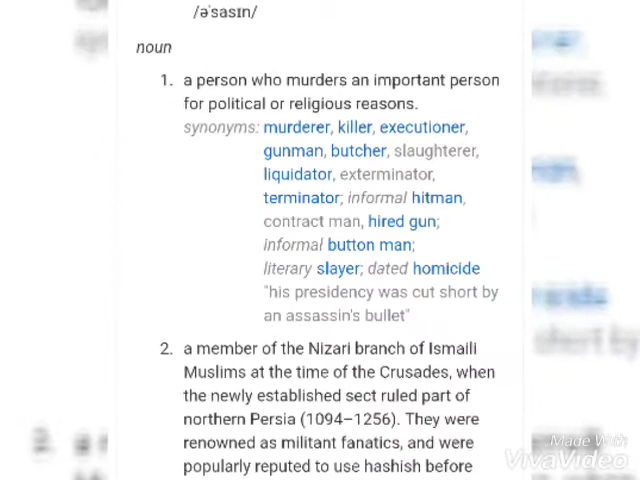 /əˈsasɪn/
noun
1. a person who murders an important person
for political or religious reasons.
synonyms: murderer, killer, executioner,
gunman, butcher, slaughterer,
liquidator, exterminator,
terminator; informal hitman,
contract man, hired gun;
informal button man;
literary slayer; dated homicide
"his presidency was cut short by
an assassin's bullet"
2. a member of the Nizari branch of Ismaili
Muslims at the time of the Crusades, when
the newly established sect ruled part of
northern Persia (1094–1256). They were
renowned as militant fanatics, and were
popularly reputed to use hashish before
Made With
VivaVideo